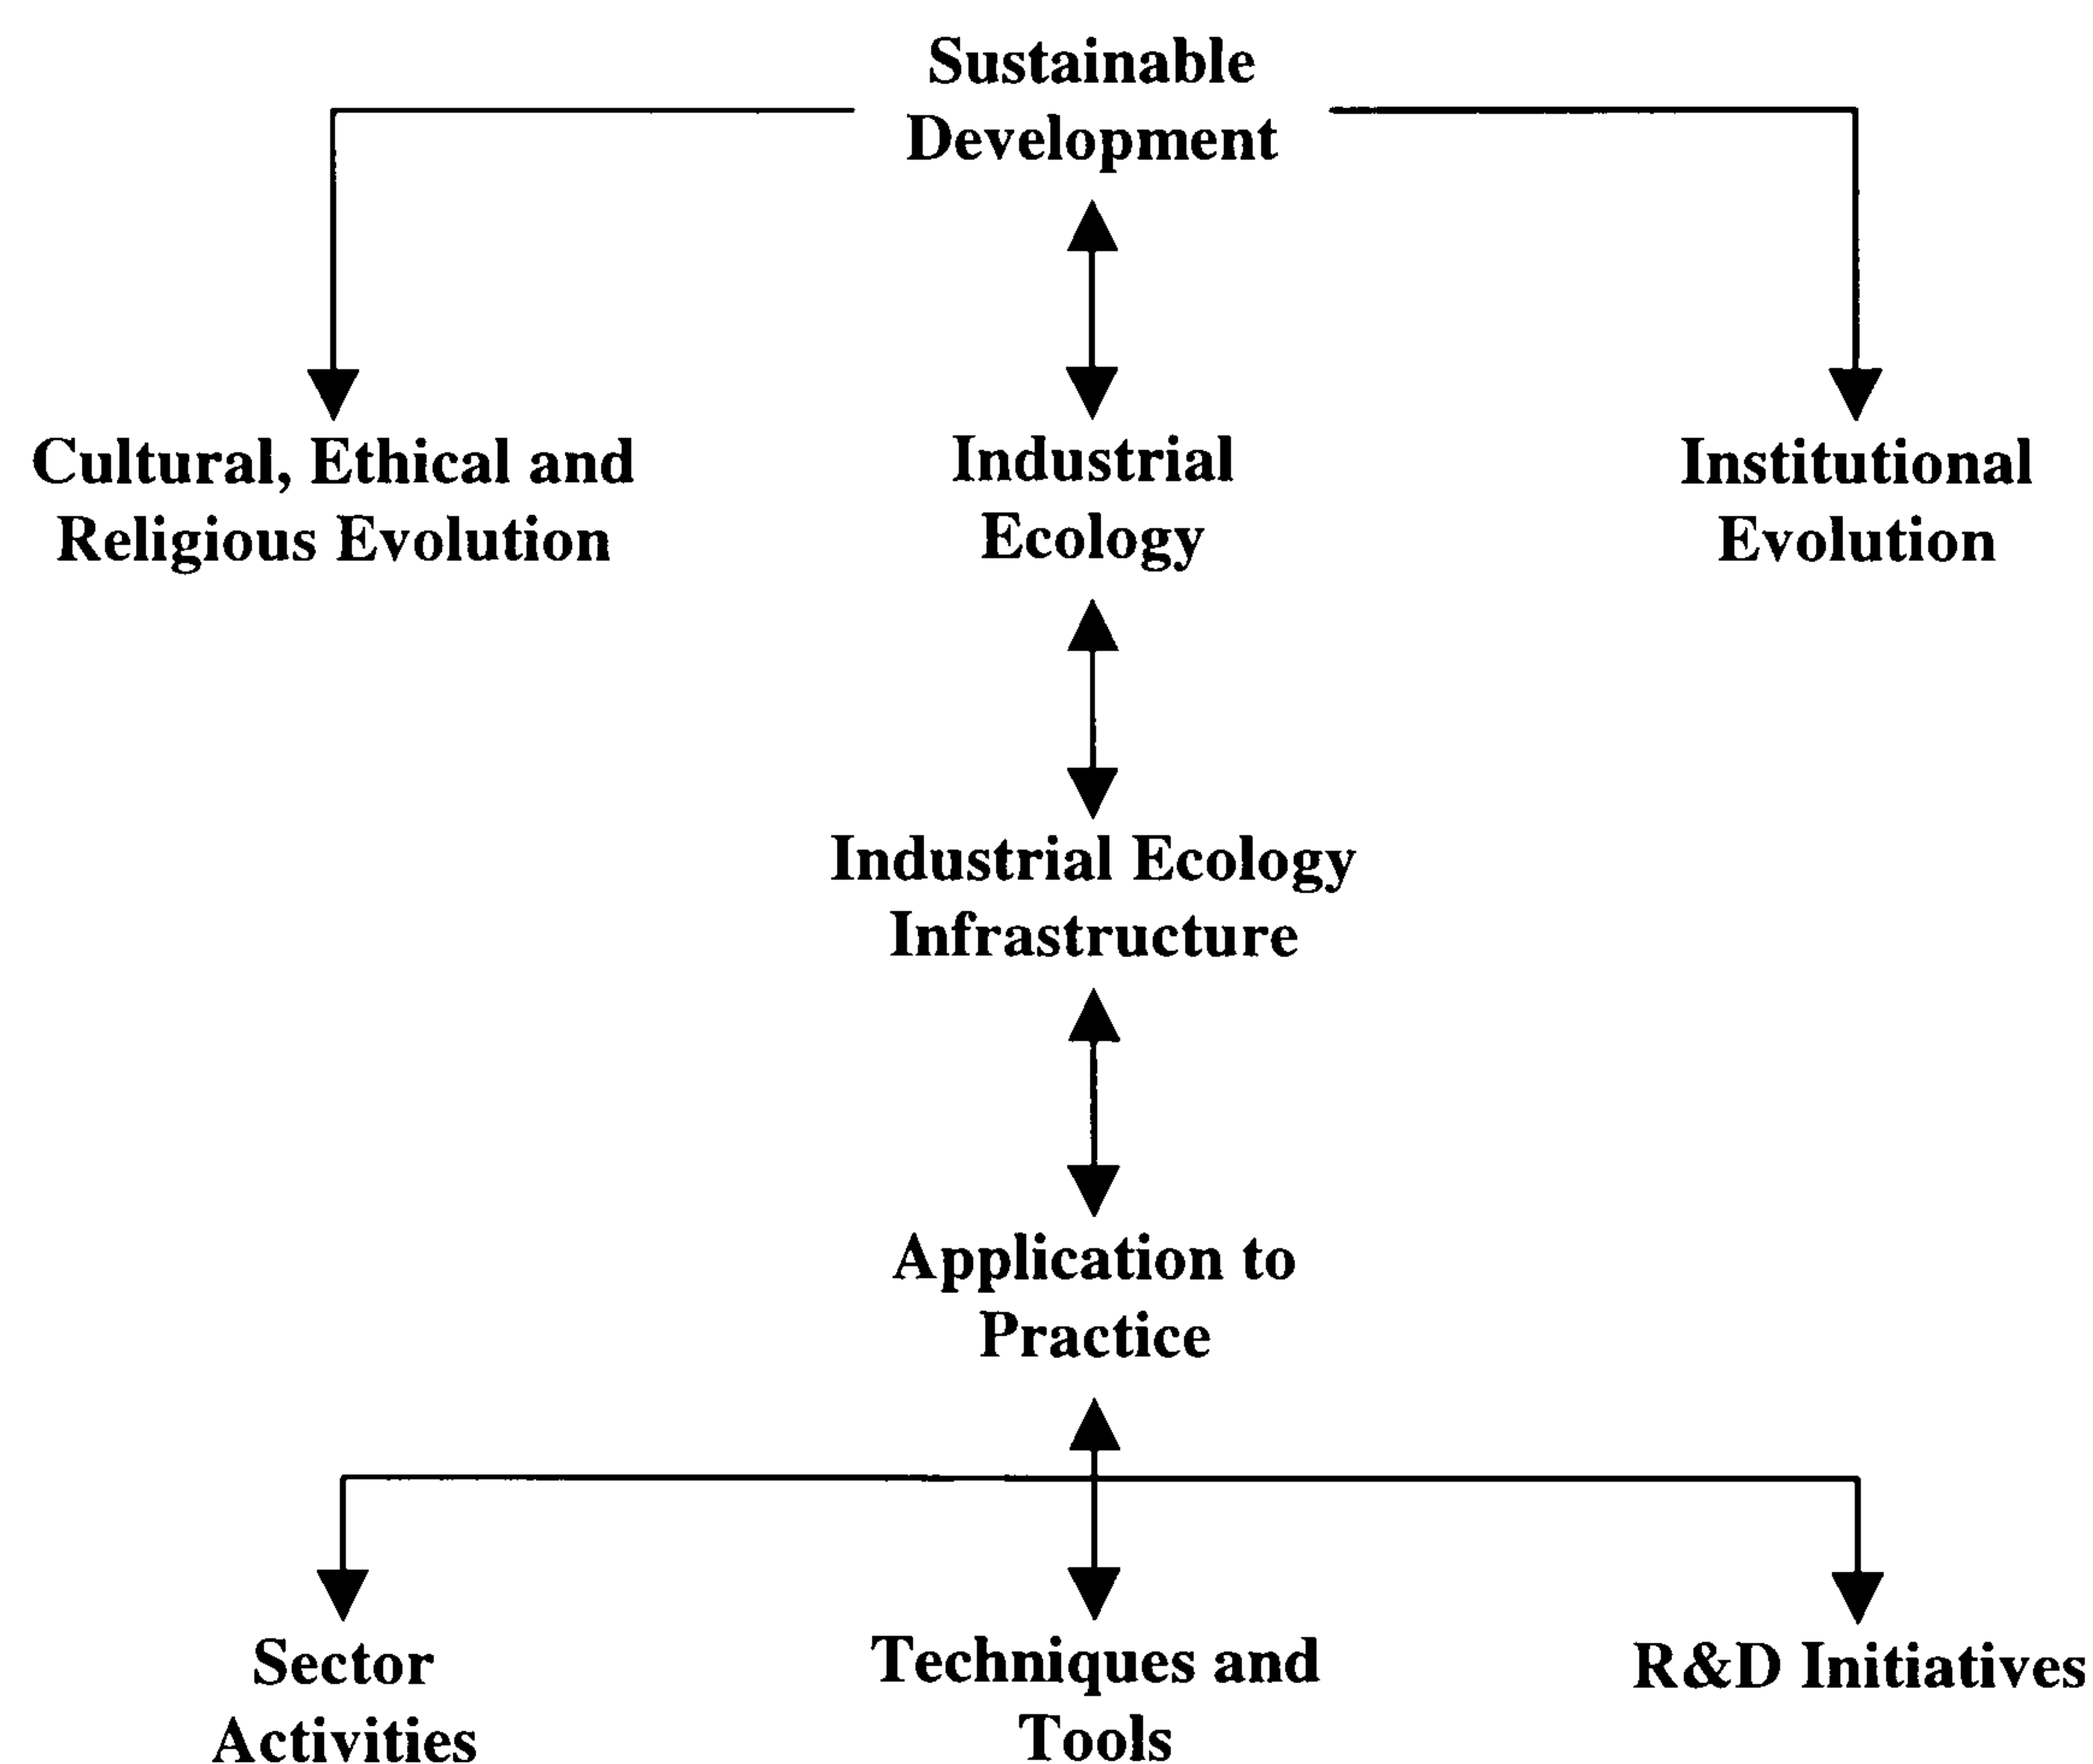 Sustainable
Development
Cultural, Ethical and
Religious Evolution
Industrial
Ecology
Institutional
Evolution
Industrial Ecology
Infrastructure
Application to
Practice
Sector
Activities
Techniques and
Tools
R&D Initiatives